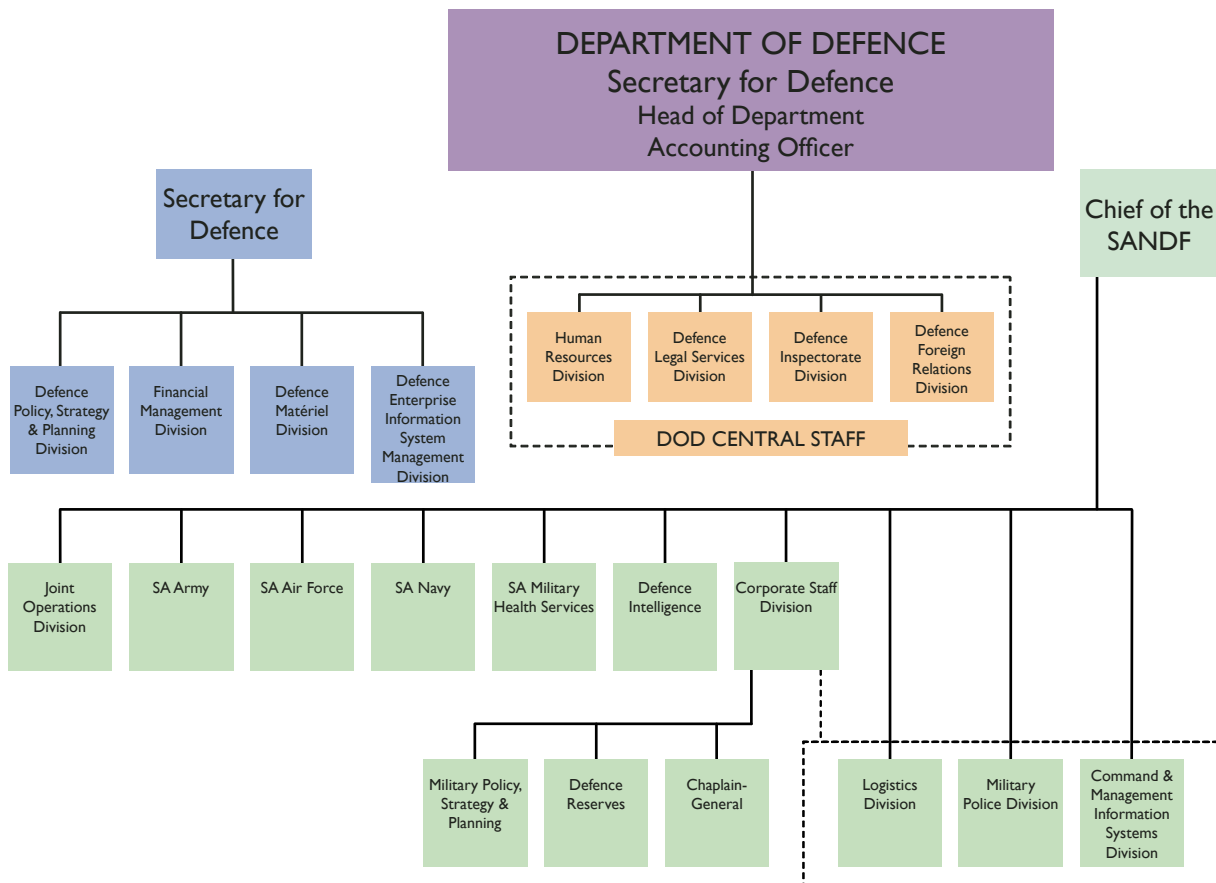 DEPARTMENT OF DEFENCE
Secretary for Defence
Head of Department
Accounting Officer
Secretary for
Defence
Chief of the
SANDF
Human
Resources
Division
Defence
Legal Services
Division
Defence
Inspectorate
Division
Defence
Foreign
Relations
Division
DOD CENTRAL STAFF
Defence
Policy, Strategy
& Planning
Division
Financial
Management
Division
Defence
Matériel
Division
Defence
Enterprise
Information
System
Management
Division
Joint
Operations
Division
SA Army
SA Air Force
SA Navy
SA Military
Health Services
Defence
Intelligence
Corporate Staff
Division
Military Policy,
Strategy &
Planning
Defence
Reserves
Chaplain-
General
Logistics
Division
Military
Police Division
Command &
Management
Information
Systems
Division